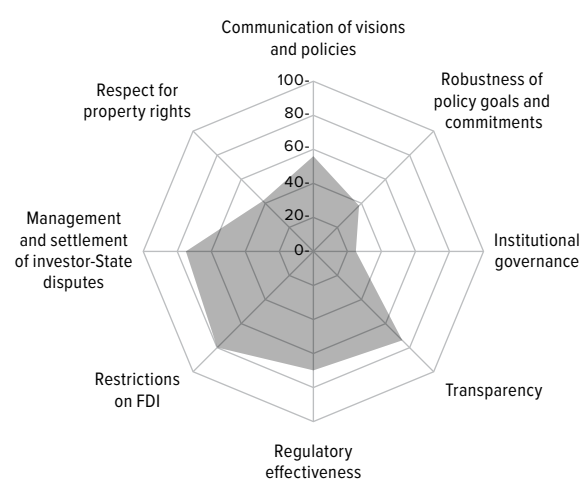 Communication of visions
and policies
Robustness of
policy goals and
commitments
Respect for
property rights
100-
80-
60-
40-
20-
0-
Management
and settlement
of investor-State
disputes
Institutional
governance
Restrictions
on FDI
Transparency
Regulatory
effectiveness